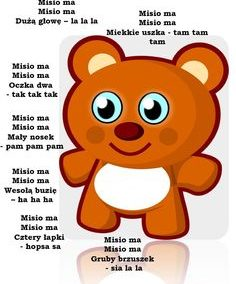 Misio ma
Misio ma
Dużą głowę – la la la
Misio ma
Misio ma
Miekkie uszka - tam tam
tam
Misio ma
Misio ma
Oczka dwa
- tak tak tak
Misio ma
Misio ma
Mały nosek
- pam pam pam
Misio ma
Misio ma
Wesołą buzię
– ha ha ha
Misio ma
Misio ma
Cztery łapki
- hopsa sa
Misio ma
Misio ma
Gruby brzuszek
- sia la la